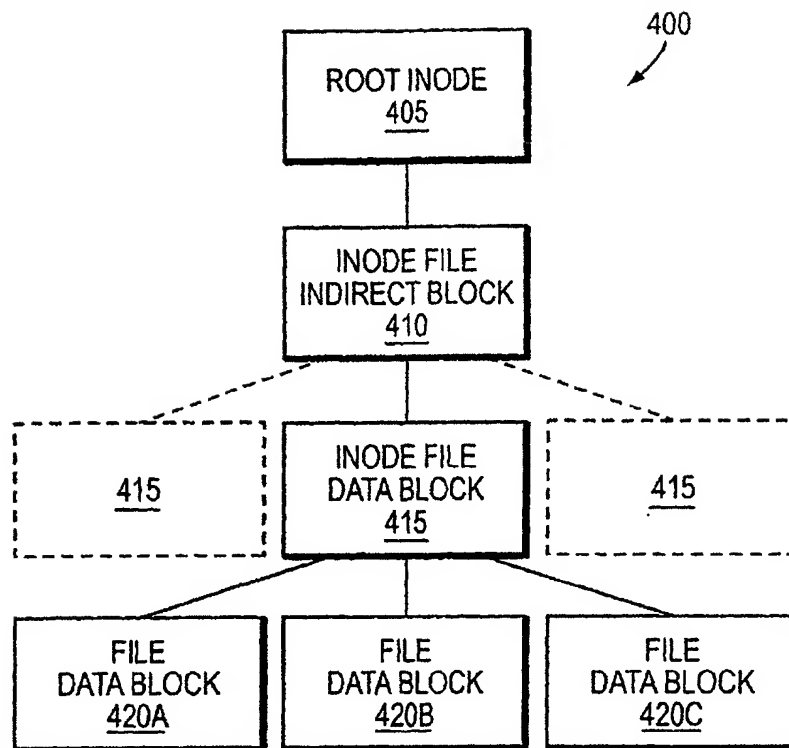 400
ROOT INODE
405
INODE FILE
INDIRECT BLOCK
410
415
INODE FILE
DATA BLOCK
415
415
FILE
DATA BLOCK
420A
FILE
DATA BLOCK
420B
FILE
DATA BLOCK
420C